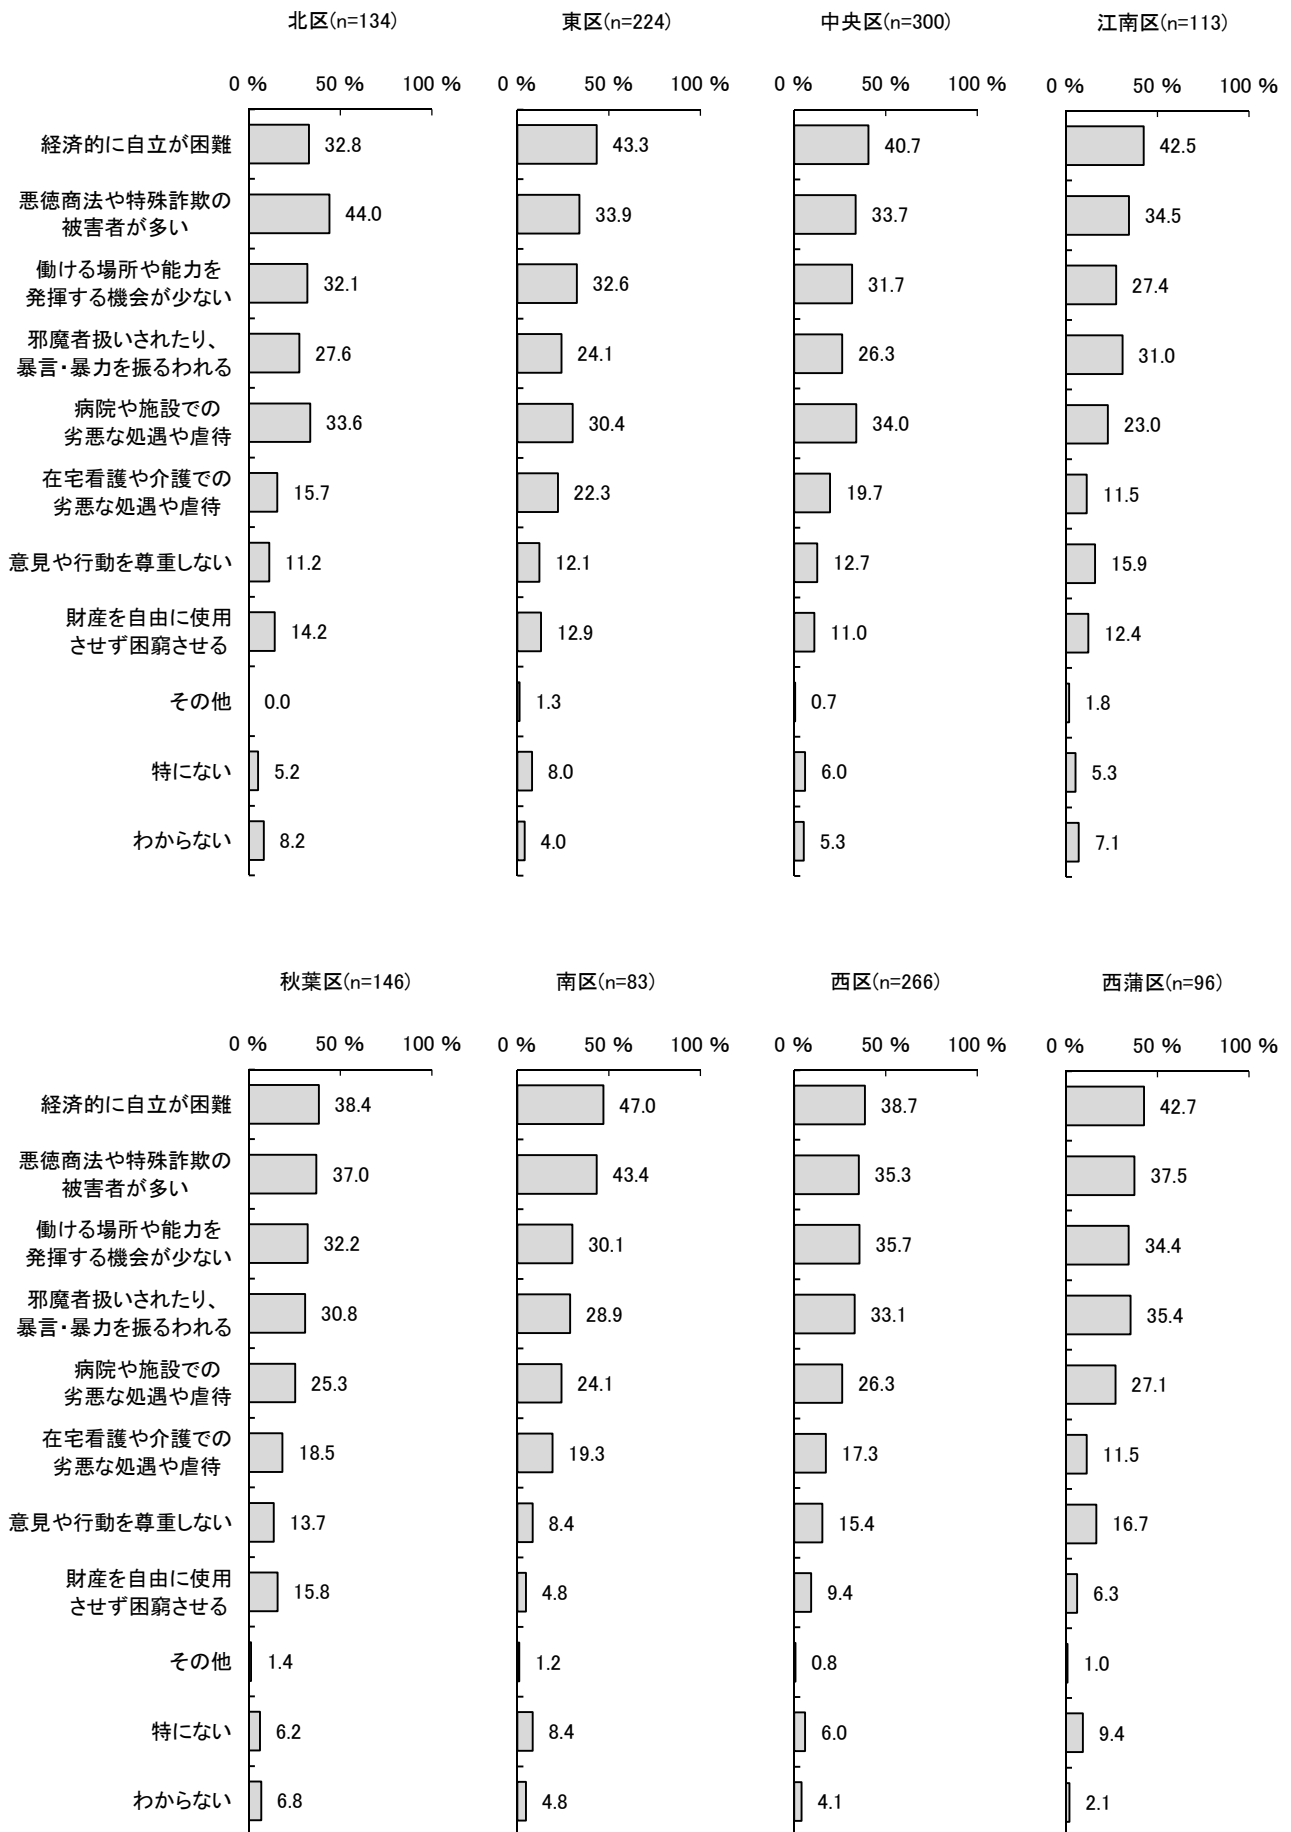 北区(n=134) 東区(n=224) 中央区(n=300) 江南区(n=113)
0 % 50 % 100 % 0 % 50 % 100 % 0 % 50 % 100 % 0 % 50 % 100 %
経済的に自立が困難 32.8 43.3 40.7 42.5
悪徳商法や特殊詐欺の
被害者が多い 44.0 33.9 33.7 34.5
働ける場所や能力を
発揮する機会が少ない 32.1 32.6 31.7 27.4
邪魔者扱いされたり、
暴言・暴力を振るわれる 27.6 24.1 26.3 31.0
病院や施設での
劣悪な処遇や虐待 33.6 30.4 34.0 23.0
在宅看護や介護での
劣悪な処遇や虐待 15.7 22.3 19.7 11.5
意見や行動を尊重しない 11.2 12.1 12.7 15.9
財産を自由に使用
させず困窮させる 14.2 12.9 11.0 12.4
その他 0.0 1.3 0.7 1.8
特にない 5.2 8.0 6.0 5.3
わからない 8.2 4.0 5.3 7.1
秋葉区(n=146) 南区(n=83) 西区(n=266) 西蒲区(n=96)
0 % 50 % 100 % 0 % 50 % 100 % 0 % 50 % 100 % 0 % 50 % 100 %
経済的に自立が困難 38.4 47.0 38.7 42.7
悪徳商法や特殊詐欺の
被害者が多い 37.0 43.4 35.3 37.5
働ける場所や能力を
発揮する機会が少ない 32.2 30.1 35.7 34.4
邪魔者扱いされたり、
暴言・暴力を振るわれる 30.8 28.9 33.1 35.4
病院や施設での
劣悪な処遇や虐待 25.3 24.1 26.3 27.1
在宅看護や介護での
劣悪な処遇や虐待 18.5 19.3 17.3 11.5
意見や行動を尊重しない 13.7 8.4 15.4 16.7
財産を自由に使用
させず困窮させる 15.8 4.8 9.4 6.3
その他 1.4 1.2 0.8 1.0
特にない 6.2 8.4 6.0 9.4
わからない 6.8 4.8 4.1 2.1